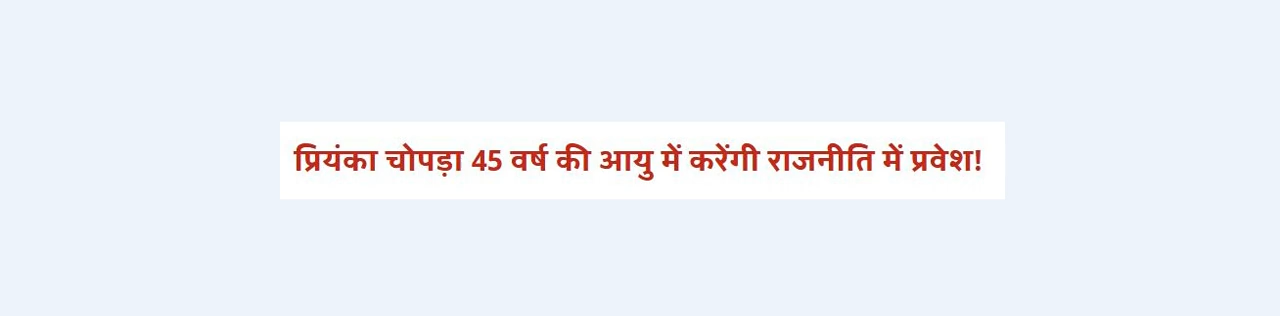 प्रियंका चोपड़ा 45 वर्ष की आयु में करेंगी राजनीति में प्रवेश!